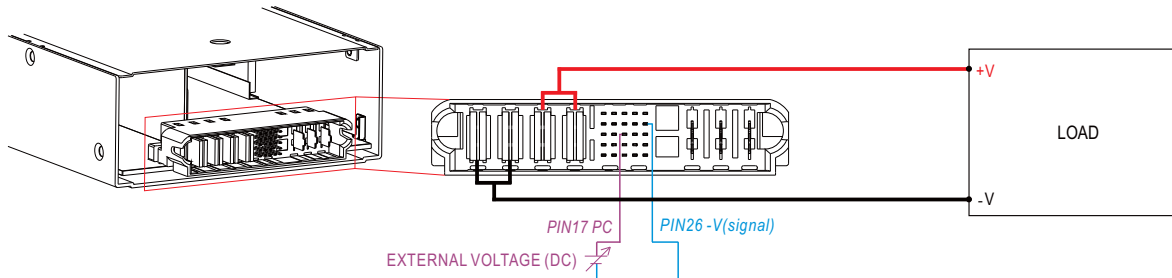 +V
LOAD
-V
PIN17 PC
PIN26 -V(signal)
EXTERNAL VOLTAGE (DC)